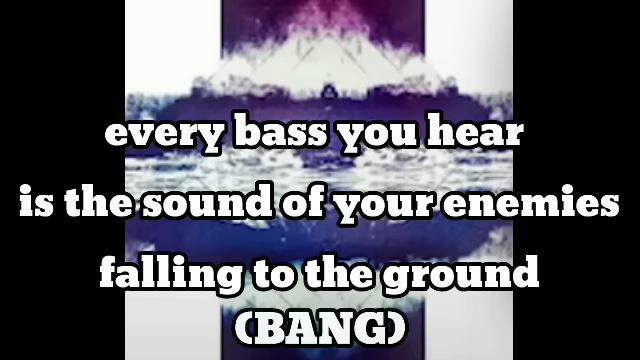 every bass you hear
is the sound of your enemies
falling to the ground
(BANG)